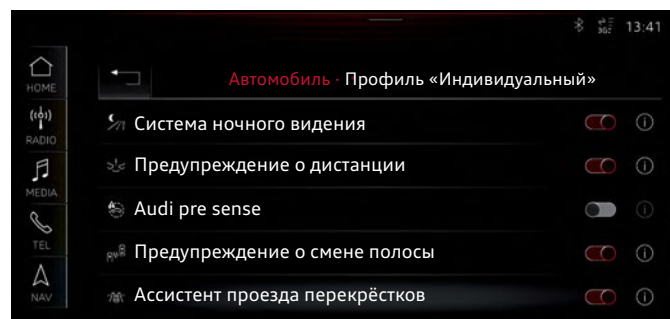 3G 13:41
HOME
Автомобиль · Профиль «Индивидуальный»
Система ночного видения
RADIO
Предупреждение о дистанции
MEDIA
Audi pre sense
TEL
Предупреждение о смене полосы
NAV
Ассистент проезда перекрёстков